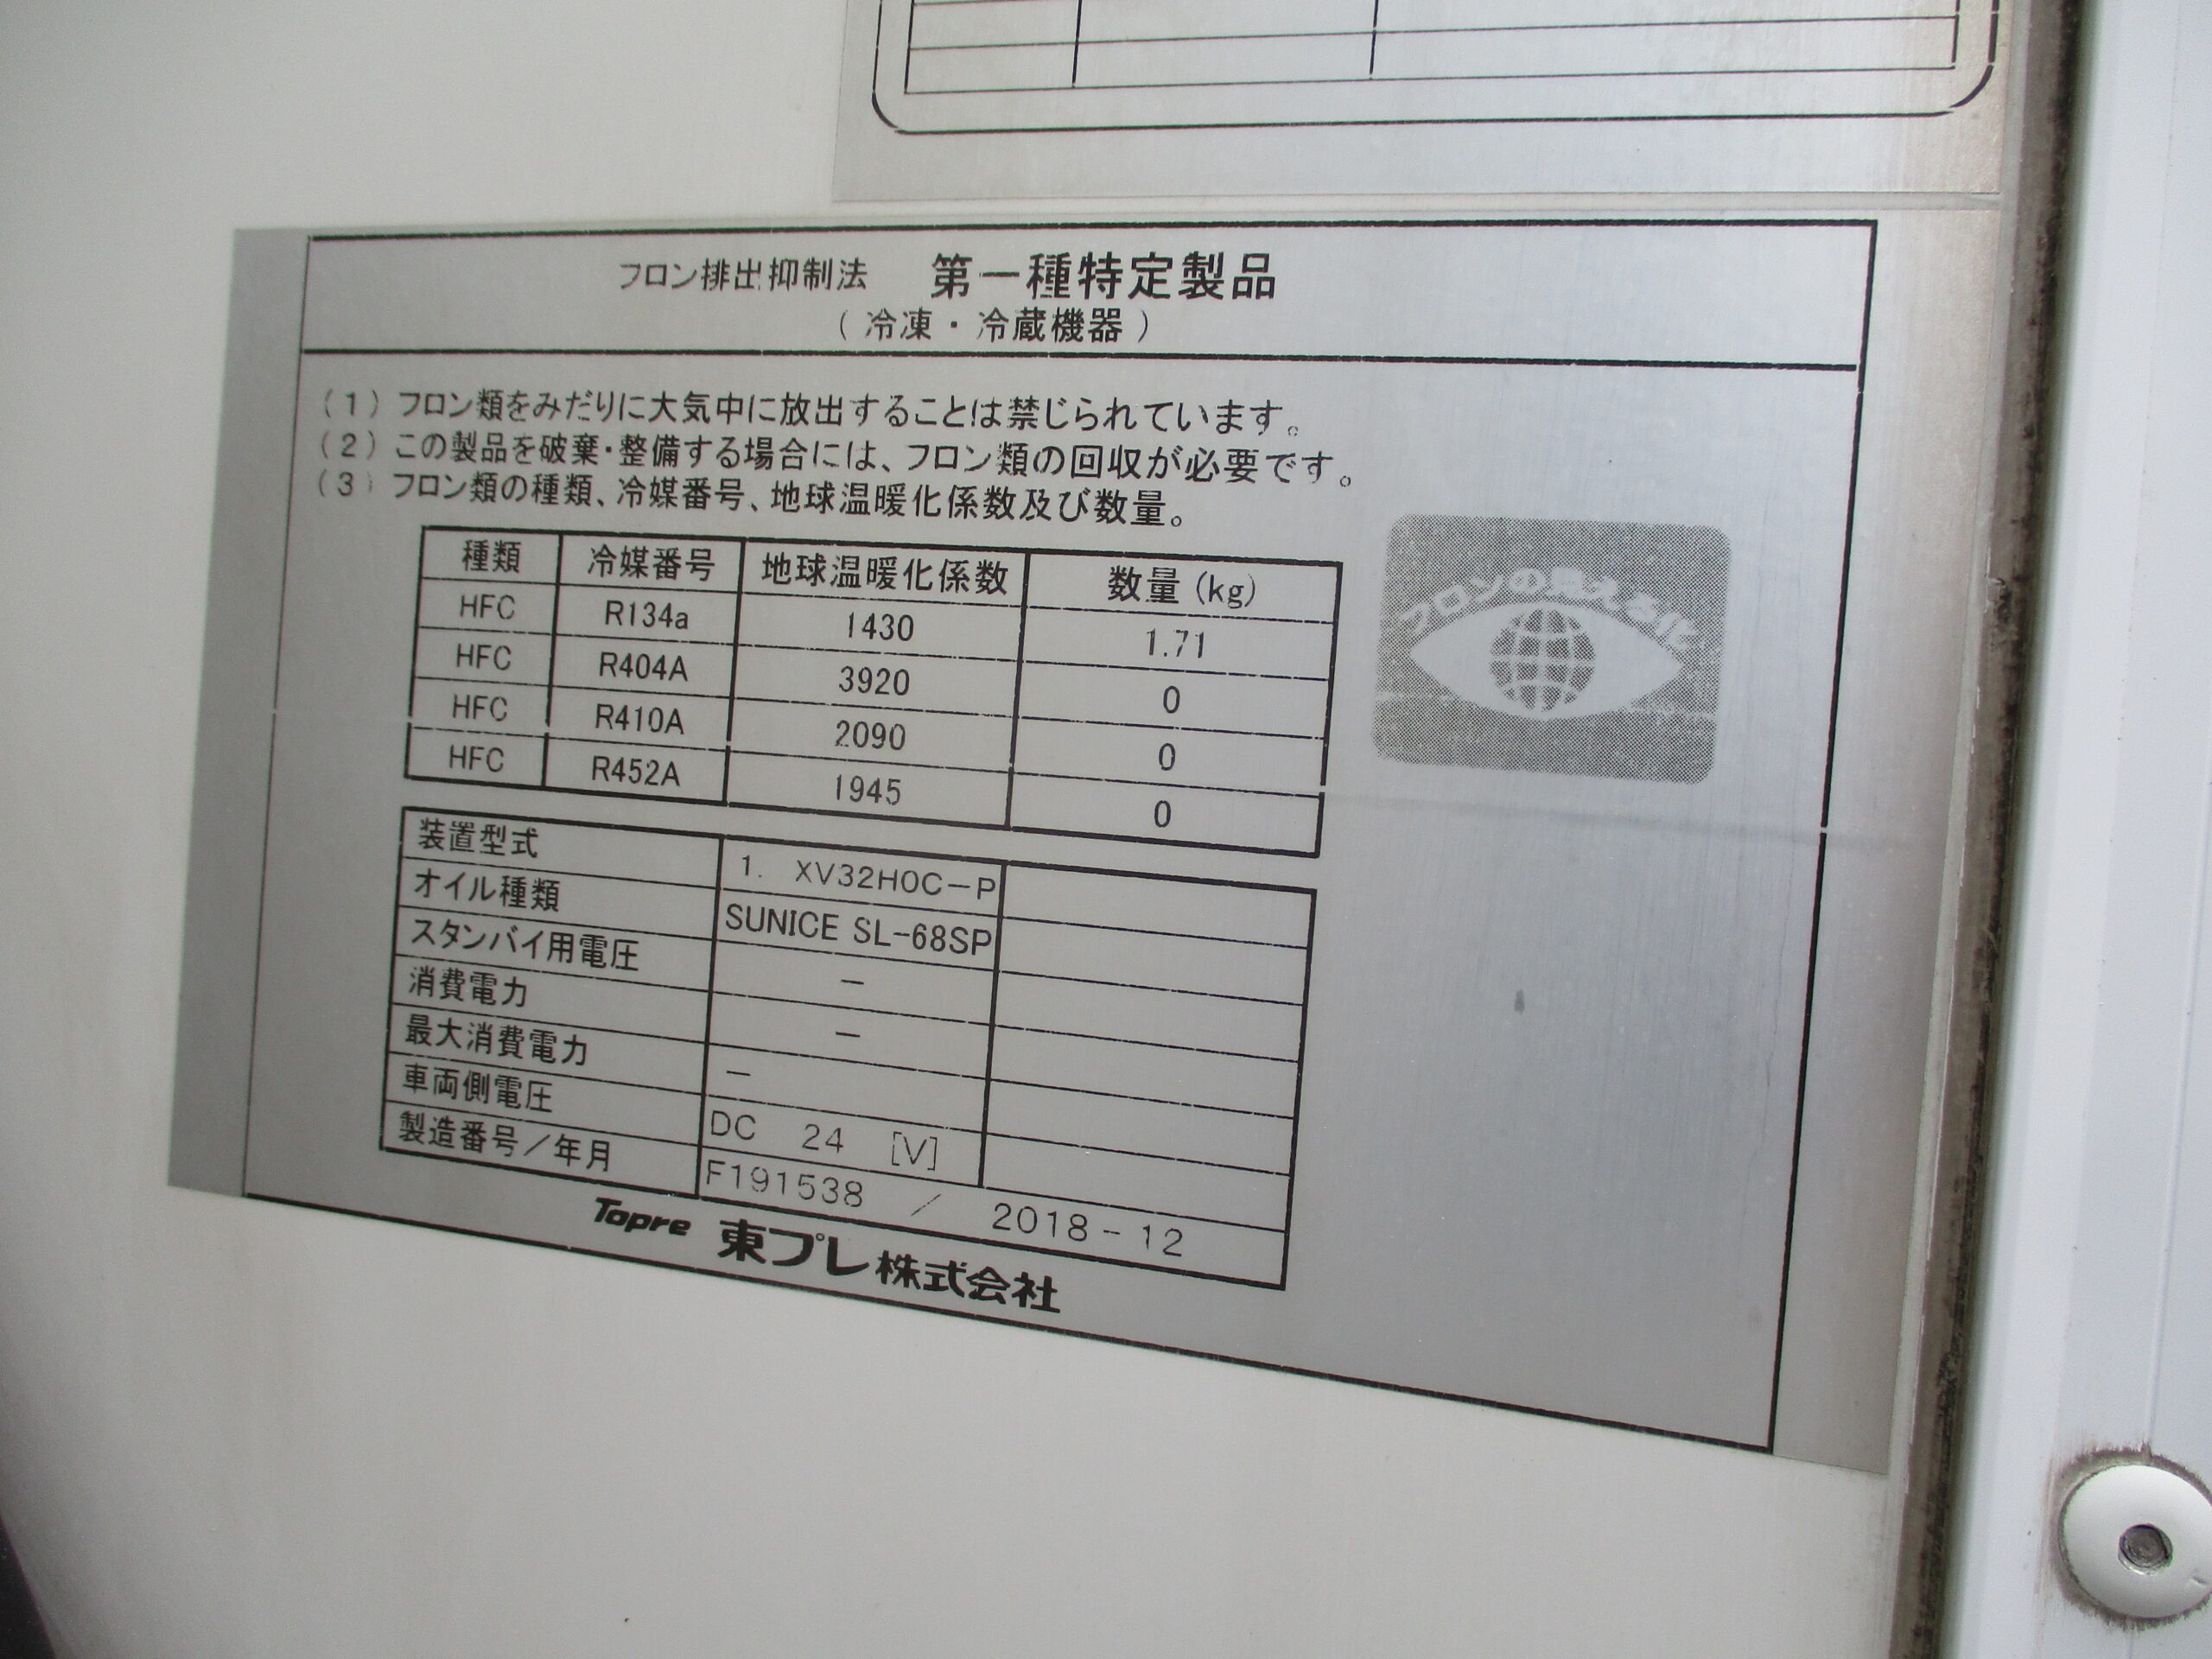 フロン排出抑制法 第一種特定製品
(冷凍・冷蔵機器)
(1)フロン類をみだりに大気中に放出することは禁じられています。
(2)この製品を破棄・整備する場合には、フロン類の回収が必要です。
(3)フロン類の種類、冷媒番号、地球温暖化係数及び数量。
種類 冷媒番号 地球温暖化係数 数量(kg)
HFC R134a 1430 1.71
HFC R404A 3920 0
HFC R410A 2090 0
HFC R452A 1945 0
フロンの見える化
装置型式 1. XV32H0C-P
オイル種類 SUNICE SL-68SP
スタンバイ用電圧 -
消費電力 -
最大消費電力 -
車両側電圧 DC 24 [V]
製造番号/年月 F191538 / 2018-12
Topre 東プレ株式会社